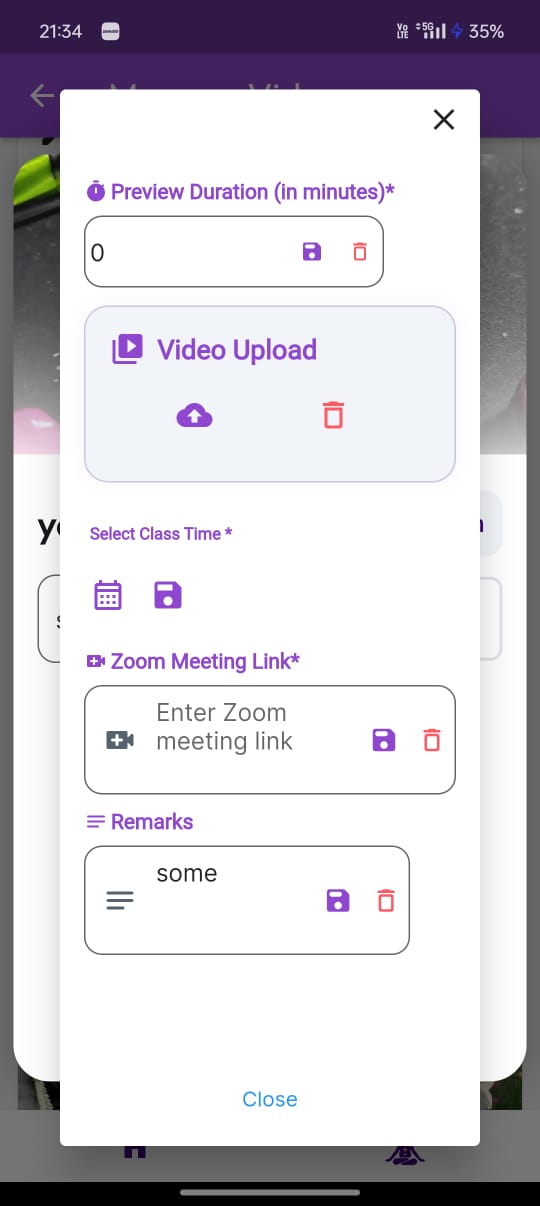 21:34
Vo LTE 5G 35%
Preview Duration (in minutes)*
0
Video Upload
Select Class Time *
Zoom Meeting Link*
Enter Zoom
meeting link
Remarks
some
Close